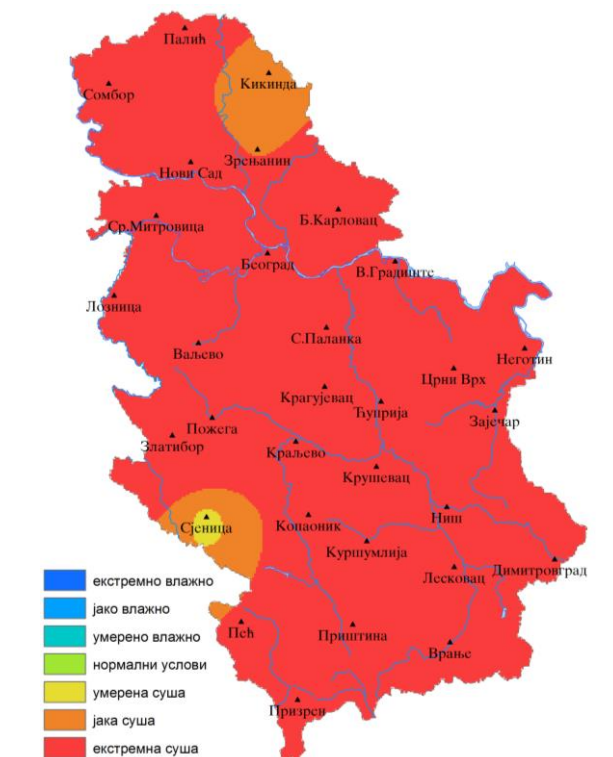 Палић
Кикинда
Сомбор
Зрењанин
Нови Сад
Б.Карловац
Ср.Митровица
Београд
В.Градиште
Лозница
С.Паланка
Ваљево
Неготин
Црни Врх
Крагујевац
Ћуприја
Зајечар
Пожега
Златибор
Краљево
Крушевац
Сјеница
Копаоник
Ниш
Куршумлија
Димитровград
Лесковац
Пећ
Приштина
Врање
Призрен
екстремно влажно
јако влажно
умерено влажно
нормални услови
умерена суша
јака суша
екстремна суша